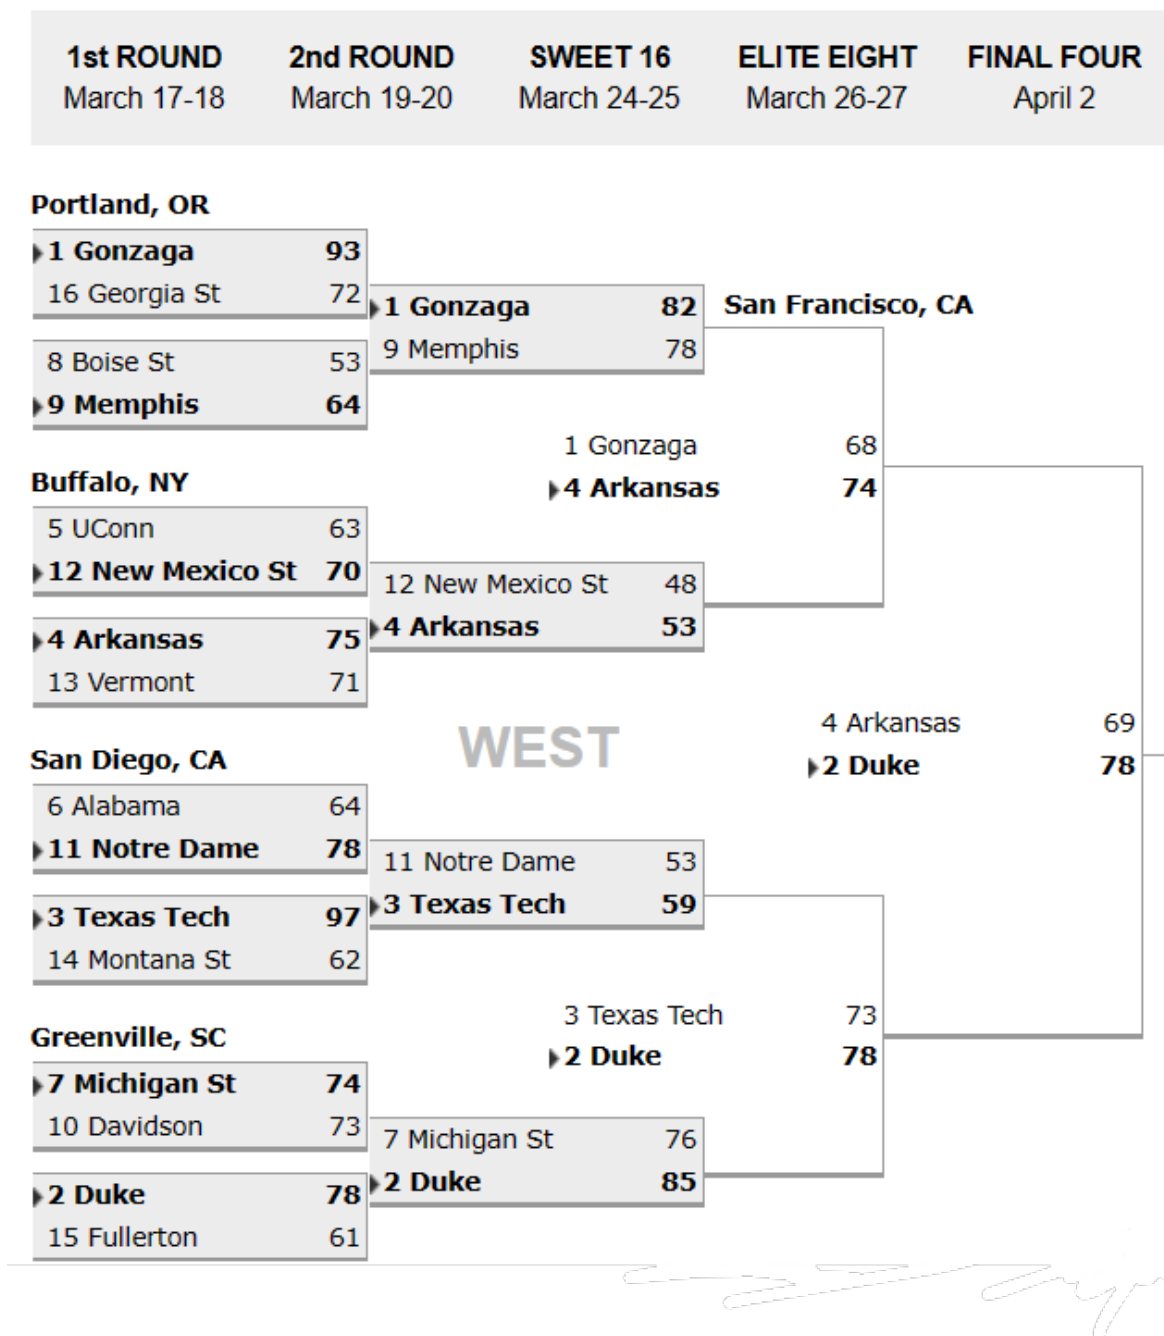 1st ROUND 2nd ROUND SWEET 16 ELITE EIGHT FINAL FOUR
March 17-18 March 19-20 March 24-25 March 26-27 April 2
Portland, OR
1 Gonzaga 93
16 Georgia St 72
1 Gonzaga 82
9 Memphis 78
San Francisco, CA
8 Boise St 53
9 Memphis 64
1 Gonzaga 68
4 Arkansas 74
Buffalo, NY
5 UConn 63
12 New Mexico St 70
12 New Mexico St 48
4 Arkansas 53
4 Arkansas 75
13 Vermont 71
WEST
4 Arkansas 69
2 Duke 78
San Diego, CA
6 Alabama 64
11 Notre Dame 78
11 Notre Dame 53
3 Texas Tech 59
3 Texas Tech 97
14 Montana St 62
3 Texas Tech 73
2 Duke 78
Greenville, SC
7 Michigan St 74
10 Davidson 73
7 Michigan St 76
2 Duke 85
2 Duke 78
15 Fullerton 61